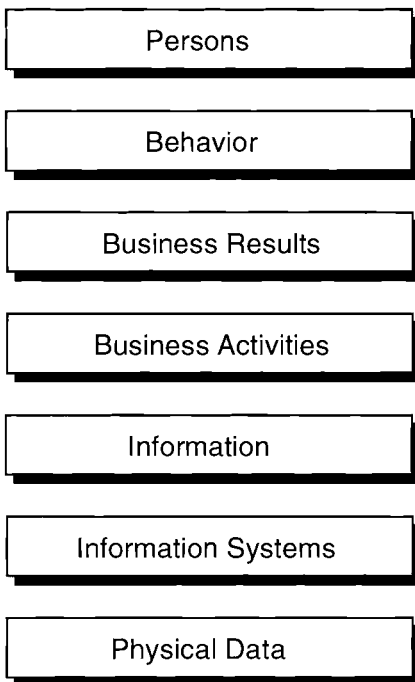 Persons
Behavior
Business Results
Business Activities
Information
Information Systems
Physical Data